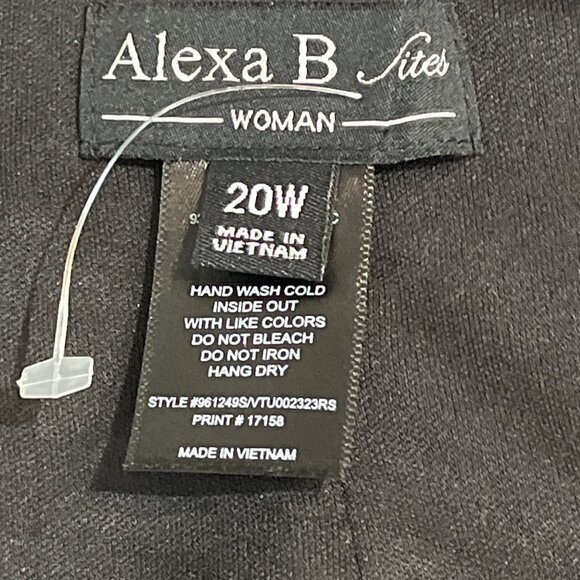 Alexa B Sites
WOMAN
20W
MADE IN
VIETNAM
HAND WASH COLD
INSIDE OUT
WITH LIKE COLORS
DO NOT BLEACH
DO NOT IRON
HANG DRY
STYLE #961249S/VTU002323RS
PRINT # 17158
MADE IN VIETNAM